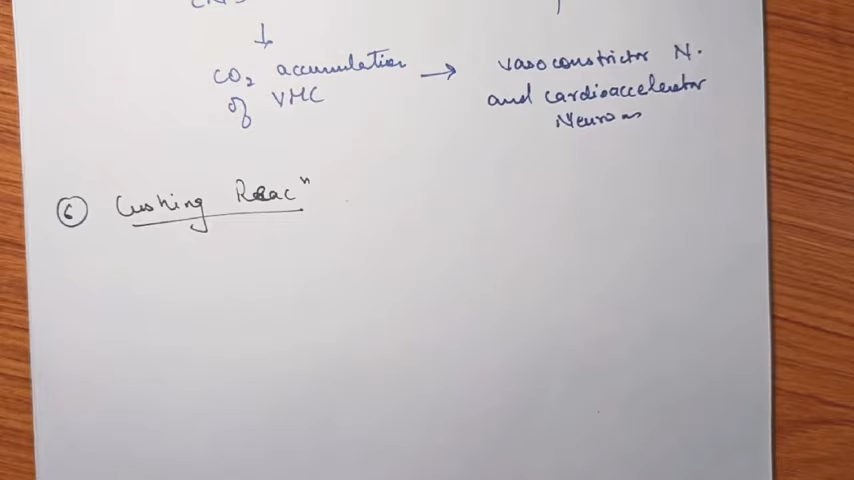 ↓
CO₂ accumulation → vasoconstrictor N.
of VMC and cardioaccelerator
Neurons
⑥ Cushing Reacⁿ